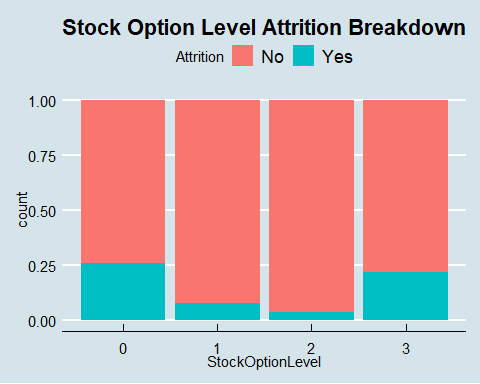 Stock Option Level Attrition Breakdown
Attrition No Yes
1.00
0.75
0.50
0.25
0.00
count
0 1 2 3
StockOptionLevel